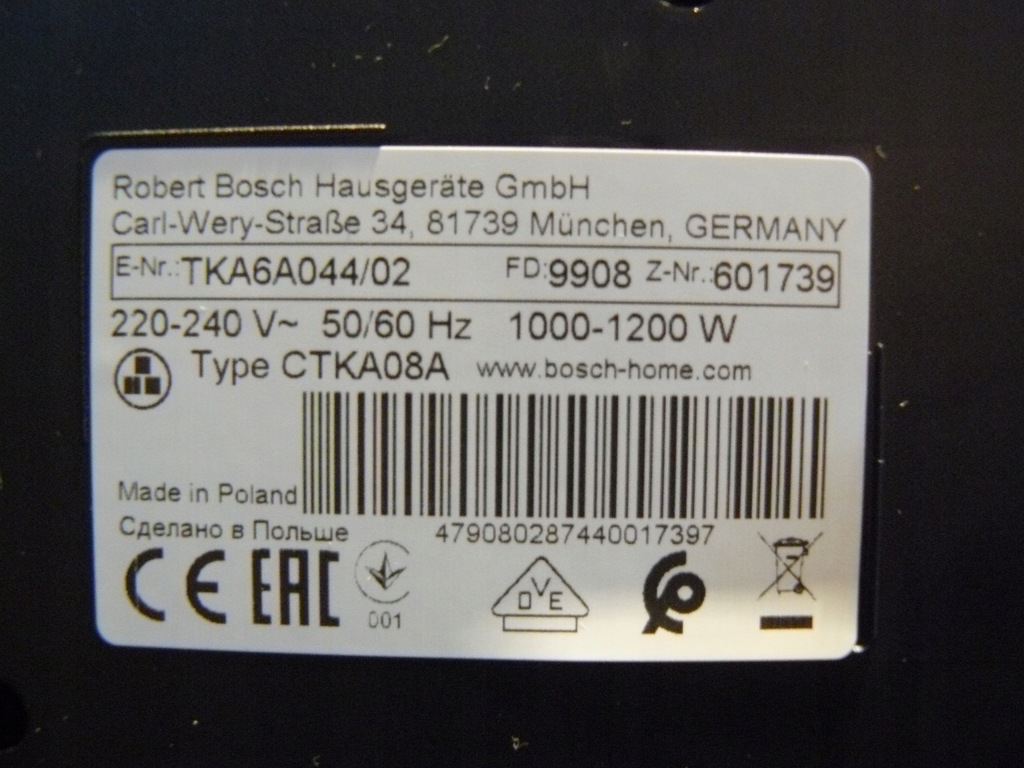 Robert Bosch Hausgeräte GmbH
Carl-Wery-Straße 34, 81739 München, GERMANY
E-Nr.:TKA6A044/02 FD:9908 Z-Nr.:601739
220-240 V~ 50/60 Hz 1000-1200 W
Type CTKA08A www.bosch-home.com
Made in Poland
Сделано в Польше 479080287440017397
CE EAC
001
DVE